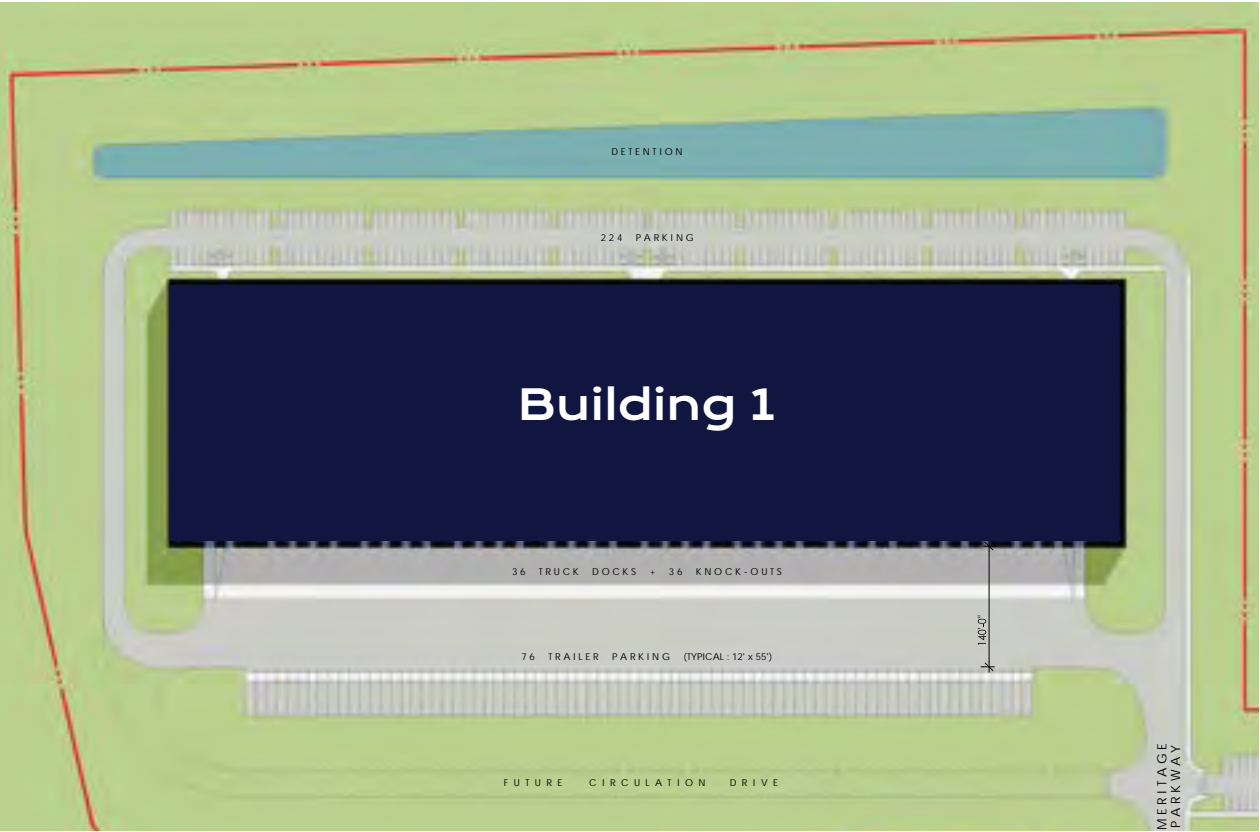 DETENTION
224 PARKING
Building 1
36 TRUCK DOCKS + 36 KNOCK-OUTS
140'-0"
76 TRAILER PARKING (TYPICAL : 12' x 55')
FUTURE CIRCULATION DRIVE
MERITAGE
PARKWAY